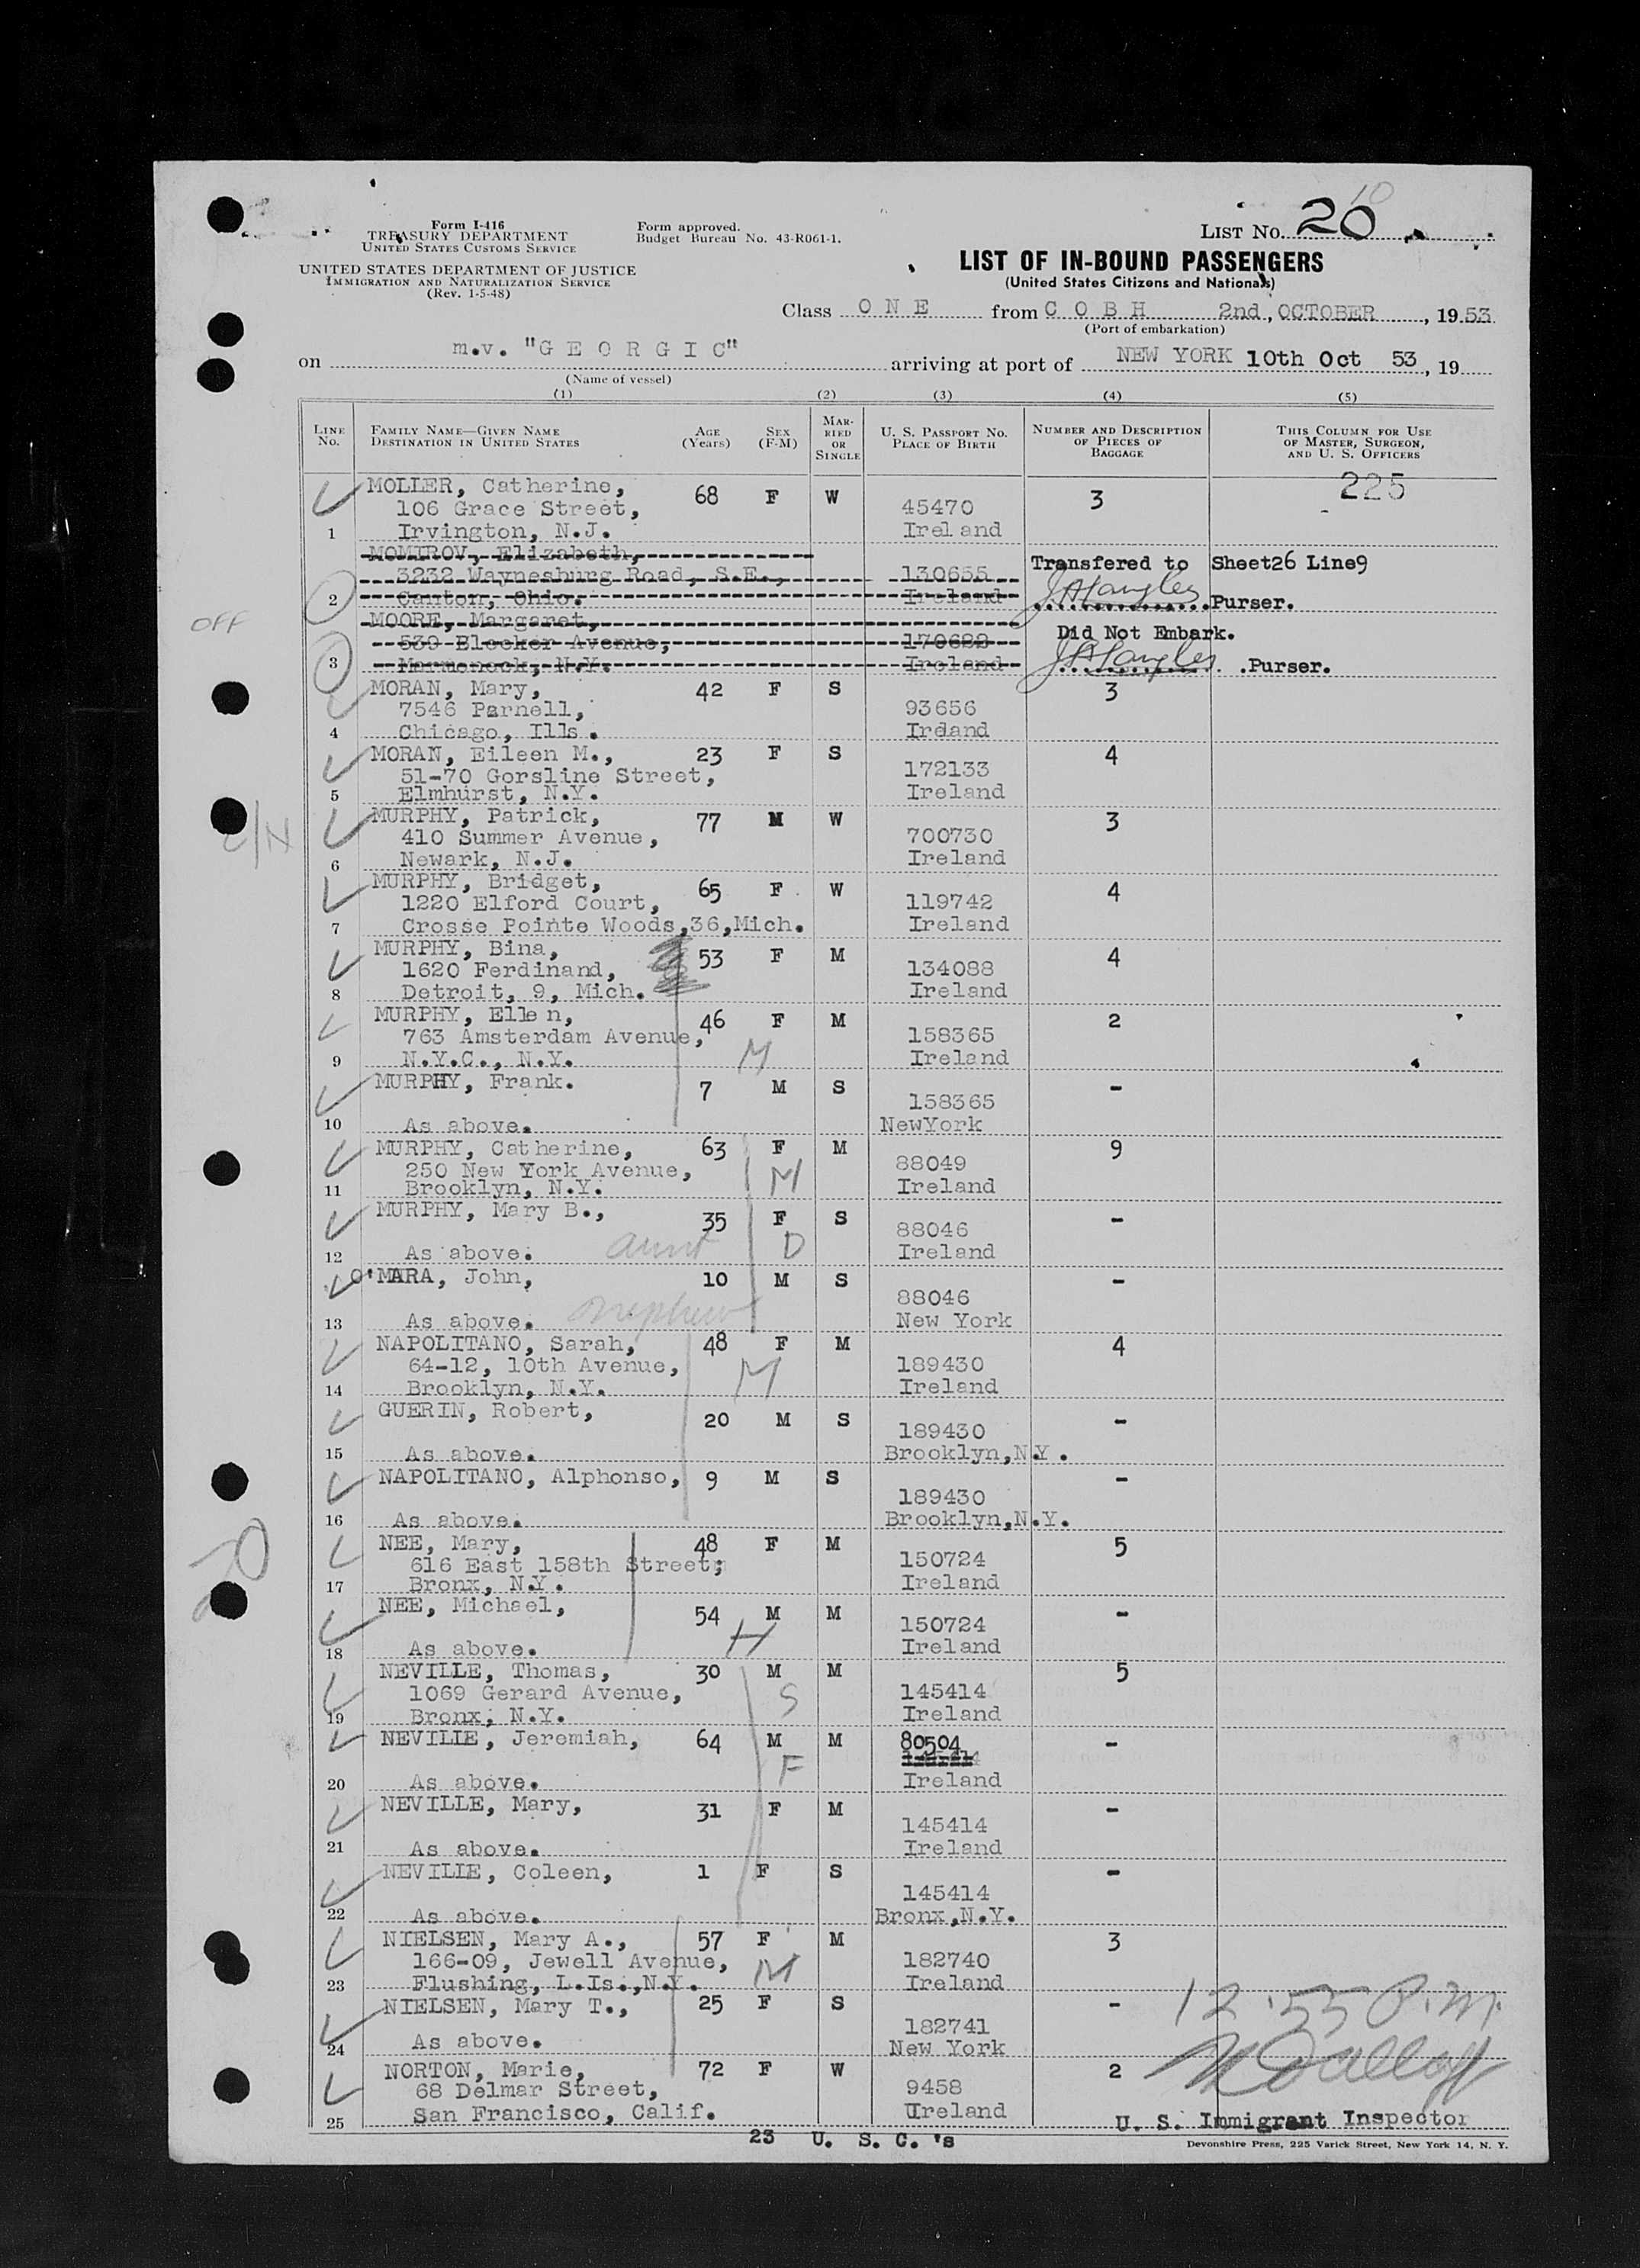 Form I-416
TREASURY DEPARTMENT
UNITED STATES CUSTOMS SERVICE
UNITED STATES DEPARTMENT OF JUSTICE
IMMIGRATION AND NATURALIZATION SERVICE
(Rev. 1-5-48)
Form approved.
Budget Bureau No. 43-R061-1.
10
LIST No. 20
LIST OF IN-BOUND PASSENGERS
(United States Citizens and Nationals)
Class O N E from C O B H 2nd, OCTOBER, 1953
(Port of embarkation)
on m.v. "G E O R G I C" arriving at port of NEW YORK 10th Oct 53, 19
(Name of vessel)
(1) (2) (3) (4) (5)
LINE No. FAMILY NAME—GIVEN NAME DESTINATION IN UNITED STATES AGE (Years) SEX (F-M) MARRIED OR SINGLE U. S. PASSPORT NO. PLACE OF BIRTH NUMBER AND DESCRIPTION OF PIECES OF BAGGAGE THIS COLUMN FOR USE OF MASTER, SURGEON, AND U. S. OFFICERS
225
MOLLER, Catherine, 68 F W 3
106 Grace Street, 45470
1 Irvington, N.J. Ireland
MOMIROV, Elizabeth,
3232 Waynesburg Road, S.E., 130655 Transfered to Sheet26 Line9
2 Canton, Ohio. Ireland Purser.
OFF
MOORE, Margaret,
539 Bleeker Avenue, 170682 Did Not Embark.
3 Marmoneck, N.Y. Ireland Purser.
MORAN, Mary, 42 F S 3
7546 Parnell, 93656
4 Chicago, Ills. Ireland
MORAN, Eileen M., 23 F S 4
51-70 Gorsline Street, 172133
5 Elmhurst, N.Y. Ireland
MURPHY, Patrick, 77 M W 3
410 Summer Avenue, 700730
6 Newark, N.J. Ireland
MURPHY, Bridget, 65 F W 4
1220 Elford Court, 119742
7 Crosse Pointe Woods,36,Mich. Ireland
MURPHY, Bina, 53 F M 4
1620 Ferdinand, 134088
8 Detroit, 9, Mich. Ireland
MURPHY, Ellen, 46 F M 2
763 Amsterdam Avenue, 158365
9 N.Y.C., N.Y. M Ireland
MURPHY, Frank. 7 M S -
158365
10 As above. NewYork
MURPHY, Catherine, 63 F M 9
250 New York Avenue, M 88049
11 Brooklyn, N.Y. Ireland
MURPHY, Mary B., 35 F S -
88046
12 As above. aunt D Ireland
O'MARA, John, 10 M S -
88046
13 As above. nephew New York
NAPOLITANO, Sarah, 48 F M 4
64-12, 10th Avenue, 189430
14 Brooklyn, N.Y. M Ireland
GUERIN, Robert, 20 M S -
189430
15 As above. Brooklyn,N.Y.
NAPOLITANO, Alphonso, 9 M S -
189430
16 As above. Brooklyn,N.Y.
20
NEE, Mary, 48 F M 5
616 East 158th Street, 150724
17 Bronx, N.Y. Ireland
NEE, Michael, 54 M M -
150724
18 As above. H Ireland
NEVILLE, Thomas, 30 M M 5
1069 Gerard Avenue, S 145414
19 Bronx, N.Y. Ireland
NEVILLE, Jeremiah, 64 M M 80504 -
F
20 As above. Ireland
NEVILLE, Mary, 31 F M -
145414
21 As above. Ireland
NEVILLE, Coleen, 1 F S -
145414
22 As above. Bronx,N.Y.
NIELSEN, Mary A., 57 F M 3
166-09, Jewell Avenue, 182740
23 Flushing, L.Is.,N.Y. M Ireland
NIELSEN, Mary T., 25 F S - 12.55 P.M.
182741
24 As above. New York
NORTON, Marie, 72 F W 2
68 Delmar Street, 9458
25 San Francisco, Calif. Ireland U. S. Immigrant Inspector
23 U. S. C. 's
Devonshire Press, 225 Varick Street, New York 14, N. Y.